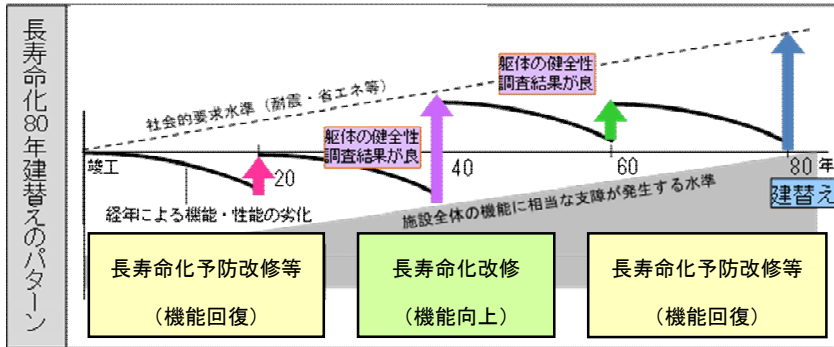 長寿命化80年建替えのパターン
社会的要求水準（耐震・省エネ等）
躯体の健全性
調査結果が良
躯体の健全性
調査結果が良
竣工
20
40
60
80 年
建替え
経年による機能・性能の劣化
施設全体の機能に相当な支障が発生する水準
長寿命化予防改修等
（機能回復）
長寿命化改修
（機能向上）
長寿命化予防改修等
（機能回復）